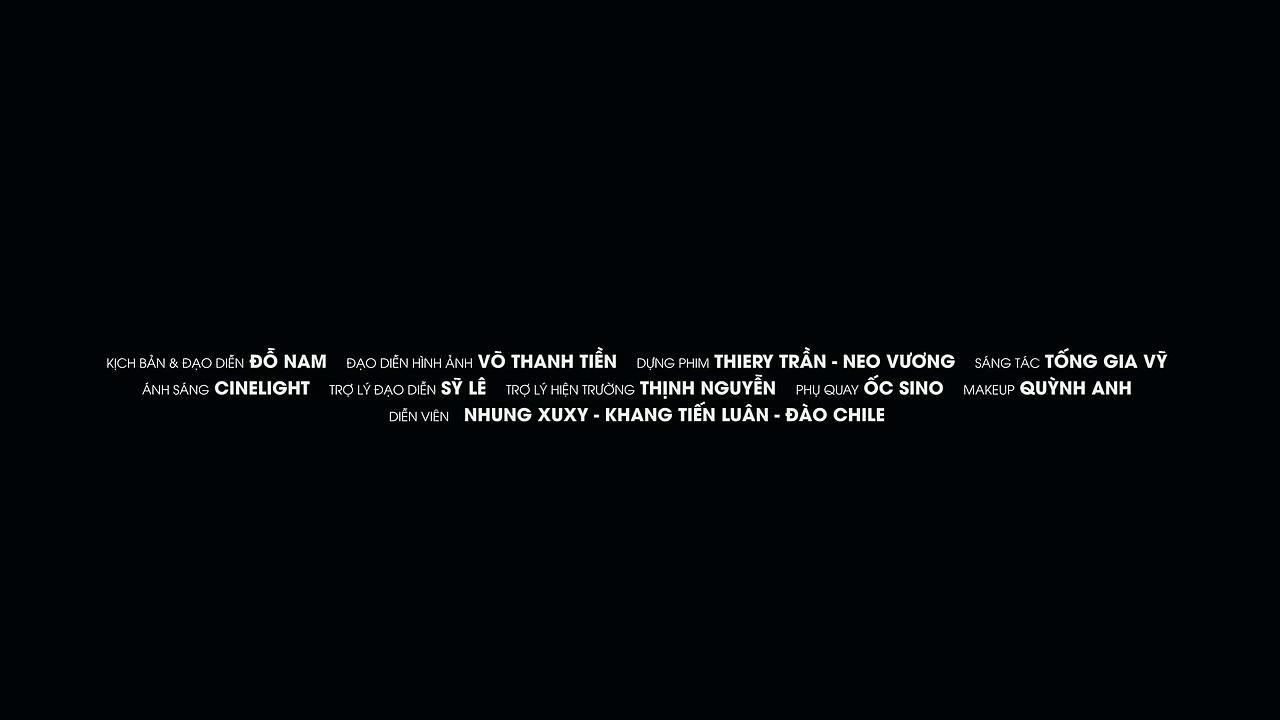 KỊCH BẢN & ĐẠO DIỄN ĐỖ NAM ĐẠO DIỄN HÌNH ẢNH VÕ THANH TIỀN DỰNG PHIM THIERY TRẦN - NEO VƯƠNG SÁNG TÁC TỐNG GIA VỸ
ÁNH SÁNG CINELIGHT TRỢ LÝ ĐẠO DIỄN SỸ LÊ TRỢ LÝ HIỆN TRƯỜNG THỊNH NGUYỄN PHỤ QUAY ỐC SINO MAKEUP QUỲNH ANH
DIỄN VIÊN NHUNG XUXY - KHANG TIẾN LUÂN - ĐÀO CHILE